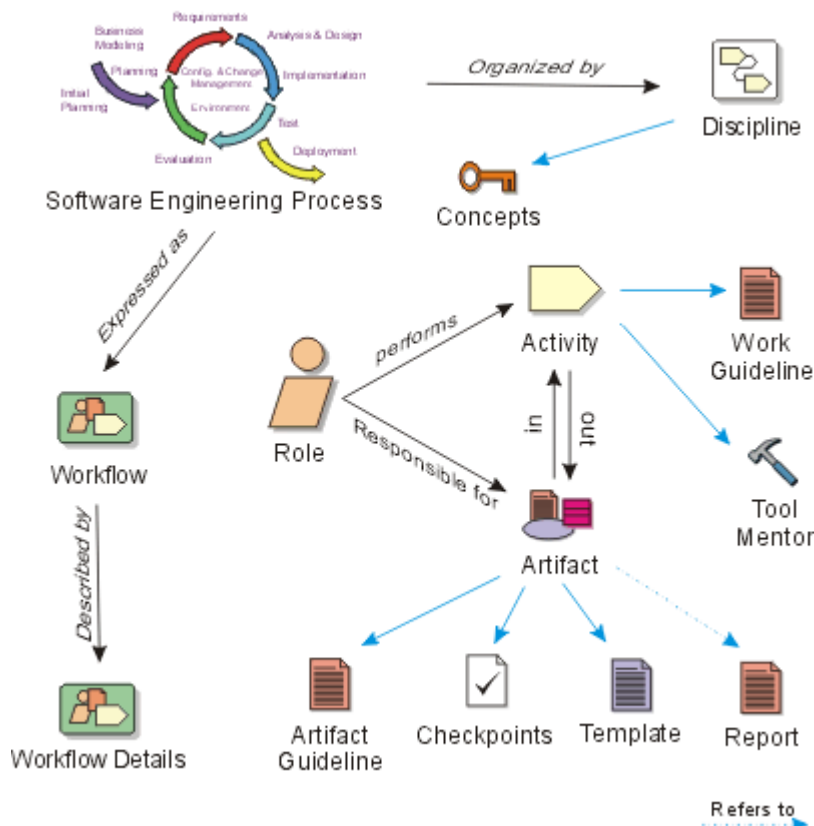 Requirements
Business
Modeling
Analysis & Design
Planning
Config. & Change
Management
Implementation
Initial
Planning
Environment
Test
Evaluation
Deployment
Software Engineering Process
Organized by
Discipline
Concepts
Expressed as
Workflow
Described by
Workflow Details
Role
performs
Responsible for
Activity
in
out
Artifact
Work
Guideline
Tool
Mentor
Artifact
Guideline
Checkpoints
Template
Report
Refers to